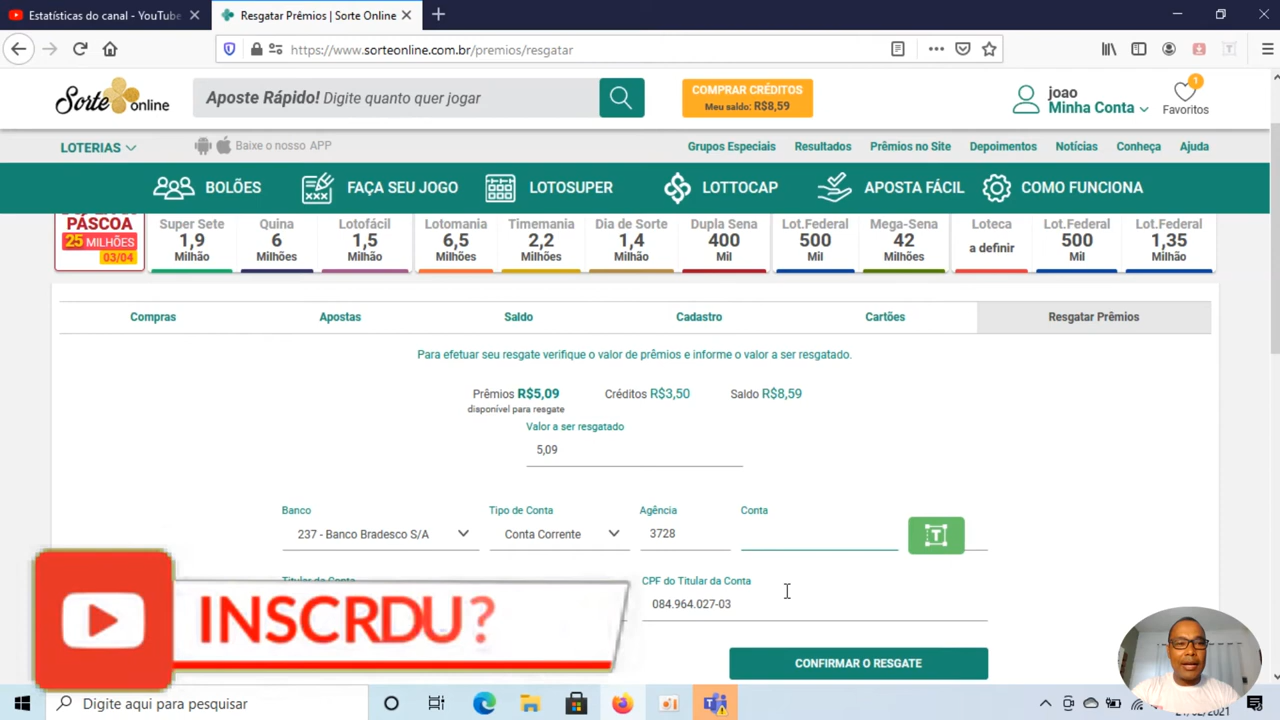 Estatísticas do canal - YouTube
Resgatar Prêmios | Sorte Online
https://www.sorteonline.com.br/premios/resgatar
Sorte online
Aposte Rápido! Digite quanto quer jogar
COMPRAR CRÉDITOS
Meu saldo: R$8,59
joao
Minha Conta
1
Favoritos
LOTERIAS
Baixe o nosso APP
Grupos Especiais
Resultados
Prêmios no Site
Depoimentos
Notícias
Conheça
Ajuda
BOLÕES
FAÇA SEU JOGO
LOTOSUPER
LOTTOCAP
APOSTA FÁCIL
COMO FUNCIONA
PÁSCOA
25 MILHÕES
03/04
Super Sete
1,9
Milhão
Quina
6
Milhões
Lotofácil
1,5
Milhão
Lotomania
6,5
Milhões
Timemania
2,2
Milhões
Dia de Sorte
1,4
Milhão
Dupla Sena
400
Mil
Lot.Federal
500
Mil
Mega-Sena
42
Milhões
Loteca
a definir
Lot.Federal
500
Mil
Lot.Federal
1,35
Milhão
Compras
Apostas
Saldo
Cadastro
Cartões
Resgatar Prêmios
Para efetuar seu resgate verifique o valor de prêmios e informe o valor a ser resgatado.
Prêmios R$5,09
disponível para resgate
Créditos R$3,50
Saldo R$8,59
Valor a ser resgatado
5,09
Banco
237 - Banco Bradesco S/A
Tipo de Conta
Conta Corrente
Agência
3728
Conta
T
Titular da Conta
CPF do Titular da Conta
084.964.027-03
INSCRDU?
CONFIRMAR O RESGATE
Digite aqui para pesquisar